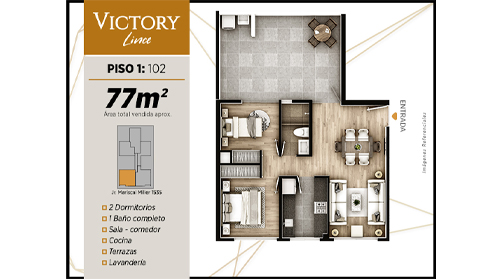 VICTORY
Lince
PISO 1: 102
77m²
Área total vendida aprox.
Jr. Mariscal Miller 1555
2 Dormitorios
1 Baño completo
Sala - comedor
Cocina
Terrazas
Lavandería
ENTRADA
Imágenes Referenciales